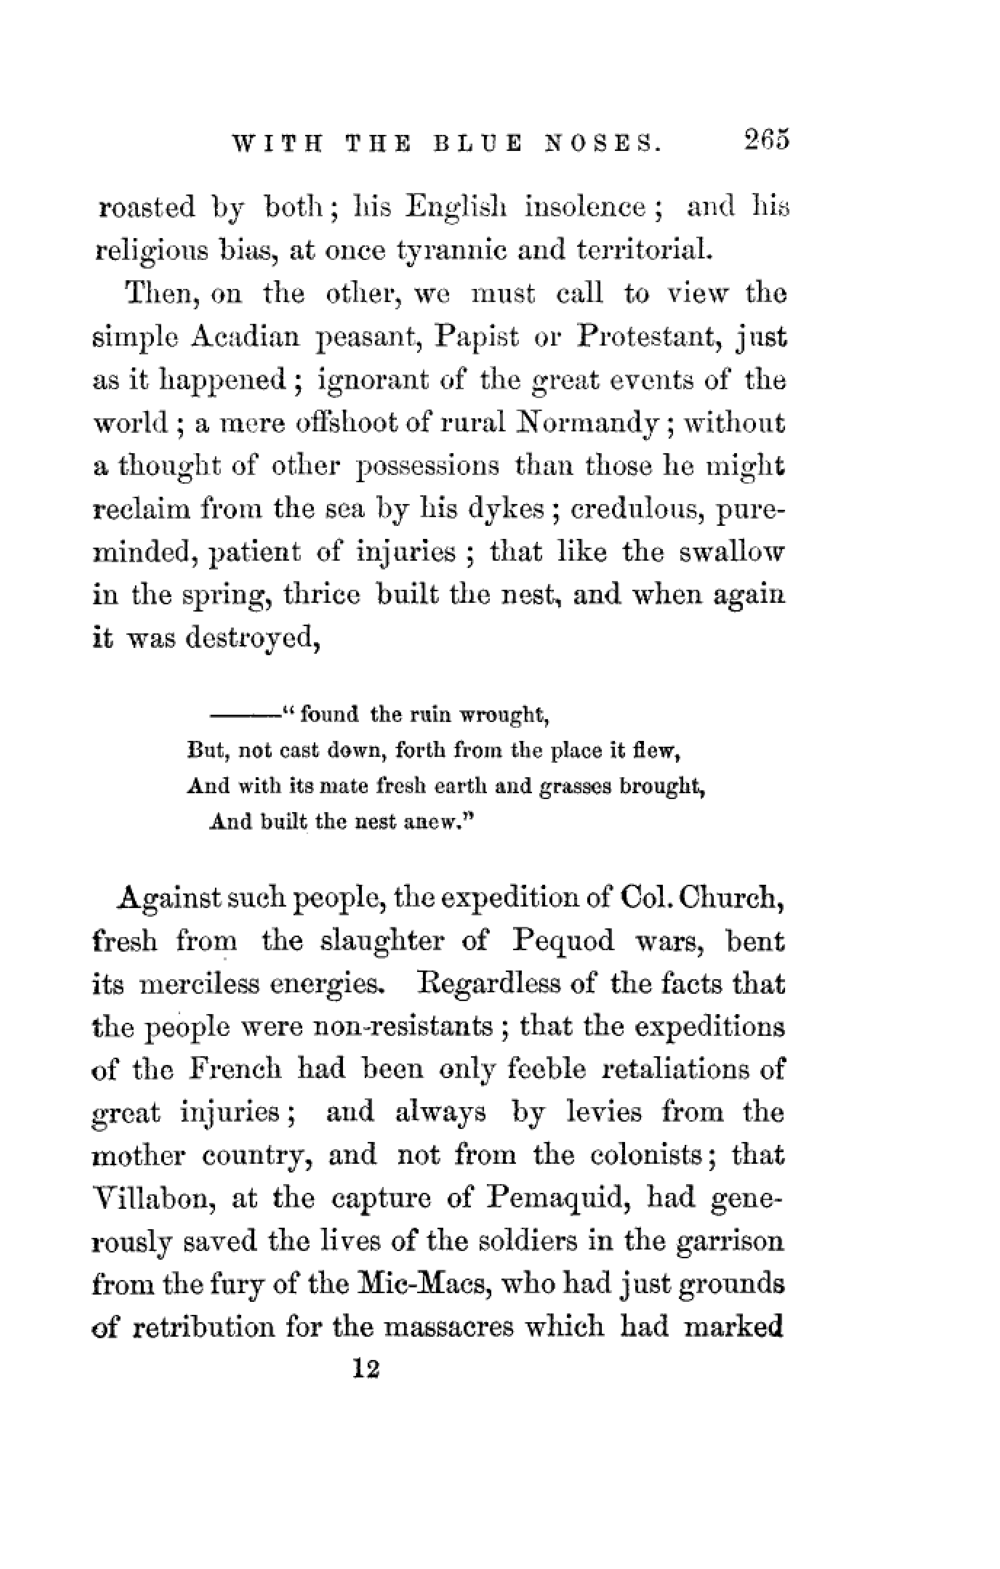 WITH THE BLUE NOSES. 265
roasted by both; his English insolence; and his
religious bias, at once tyrannic and territorial.
Then, on the other, we must call to view the
simple Acadian peasant, Papist or Protestant, just
as it happened; ignorant of the great events of the
world; a mere offshoot of rural Normandy; without
a thought of other possessions than those he might
reclaim from the sea by his dykes; credulous, pure-
minded, patient of injuries; that like the swallow
in the spring, thrice built the nest, and when again
it was destroyed,
——“found the ruin wrought,
But, not cast down, forth from the place it flew,
And with its mate fresh earth and grasses brought,
And built the nest anew.”
Against such people, the expedition of Col. Church,
fresh from the slaughter of Pequod wars, bent
its merciless energies. Regardless of the facts that
the people were non-resistants; that the expeditions
of the French had been only feeble retaliations of
great injuries; and always by levies from the
mother country, and not from the colonists; that
Villabon, at the capture of Pemaquid, had gene-
rously saved the lives of the soldiers in the garrison
from the fury of the Mic-Macs, who had just grounds
of retribution for the massacres which had marked
12